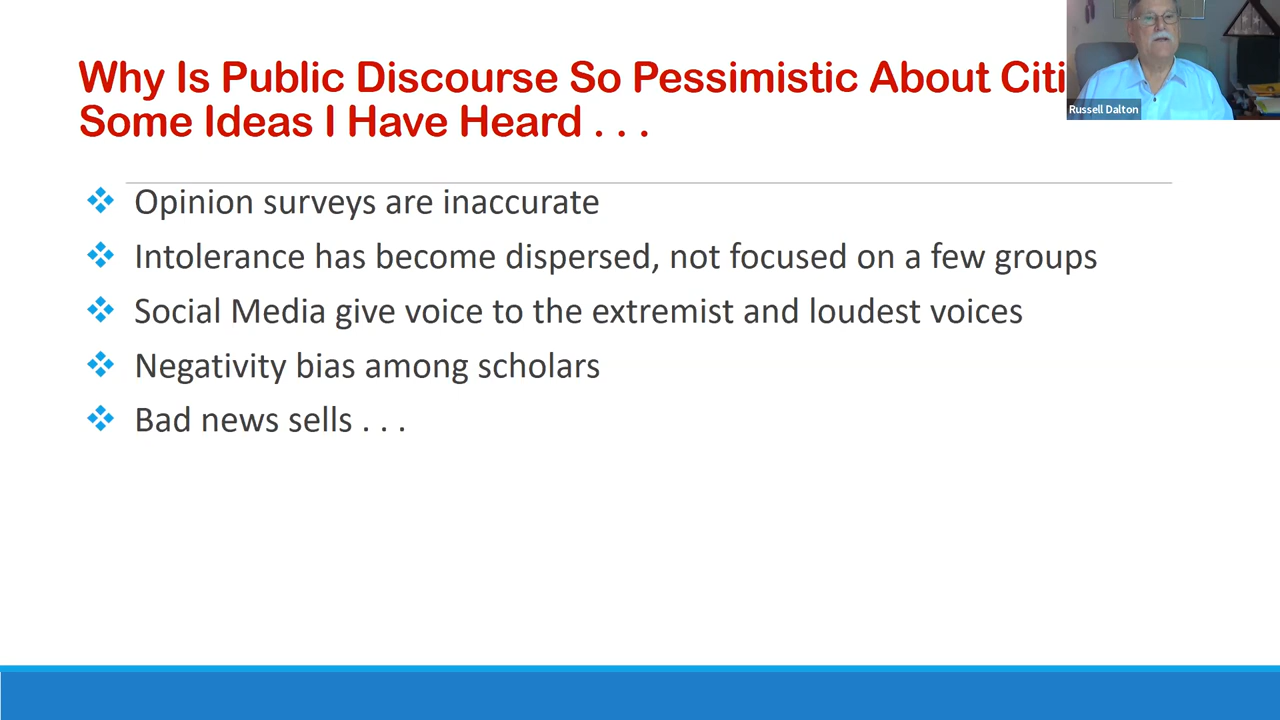 Why Is Public Discourse So Pessimistic About
Some Ideas I Have Heard . . .
Russell Dalton
Opinion surveys are inaccurate
Intolerance has become dispersed, not focused on a few groups
Social Media give voice to the extremist and loudest voices
Negativity bias among scholars
Bad news sells . . .